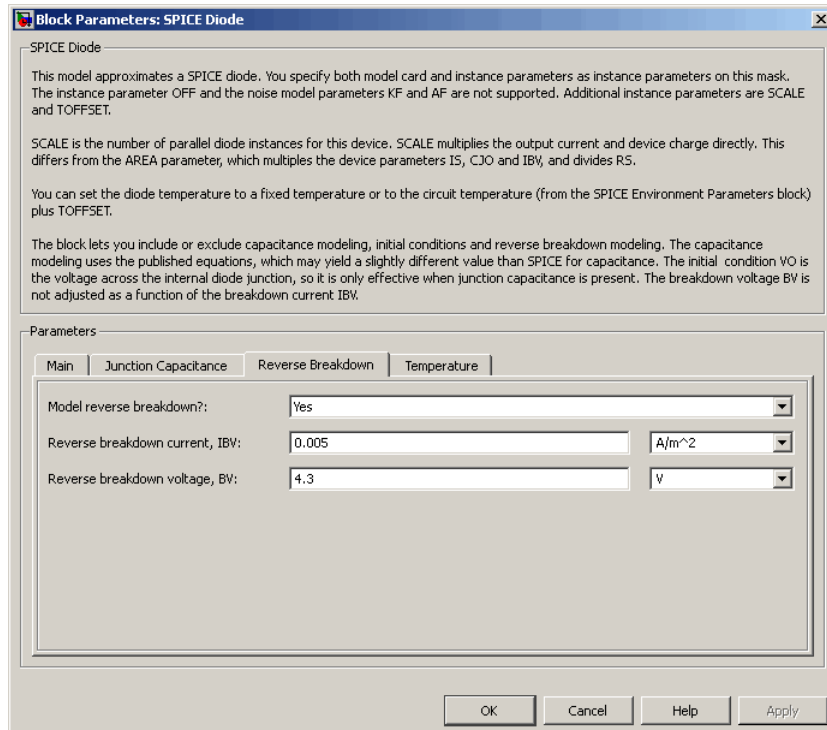 Block Parameters: SPICE Diode
SPICE Diode
This model approximates a SPICE diode. You specify both model card and instance parameters as instance parameters on this mask.
The instance parameter OFF and the noise model parameters KF and AF are not supported. Additional instance parameters are SCALE
and TOFFSET.
SCALE is the number of parallel diode instances for this device. SCALE multiplies the output current and device charge directly. This
differs from the AREA parameter, which multiples the device parameters IS, CJO and IBV, and divides RS.
You can set the diode temperature to a fixed temperature or to the circuit temperature (from the SPICE Environment Parameters block)
plus TOFFSET.
The block lets you include or exclude capacitance modeling, initial conditions and reverse breakdown modeling. The capacitance
modeling uses the published equations, which may yield a slightly different value than SPICE for capacitance. The initial condition VO is
the voltage across the internal diode junction, so it is only effective when junction capacitance is present. The breakdown voltage BV is
not adjusted as a function of the breakdown current IBV.
Parameters
Main Junction Capacitance Reverse Breakdown Temperature
Model reverse breakdown?: Yes
Reverse breakdown current, IBV: 0.005 A/m^2
Reverse breakdown voltage, BV: 4.3 V
OK Cancel Help Apply